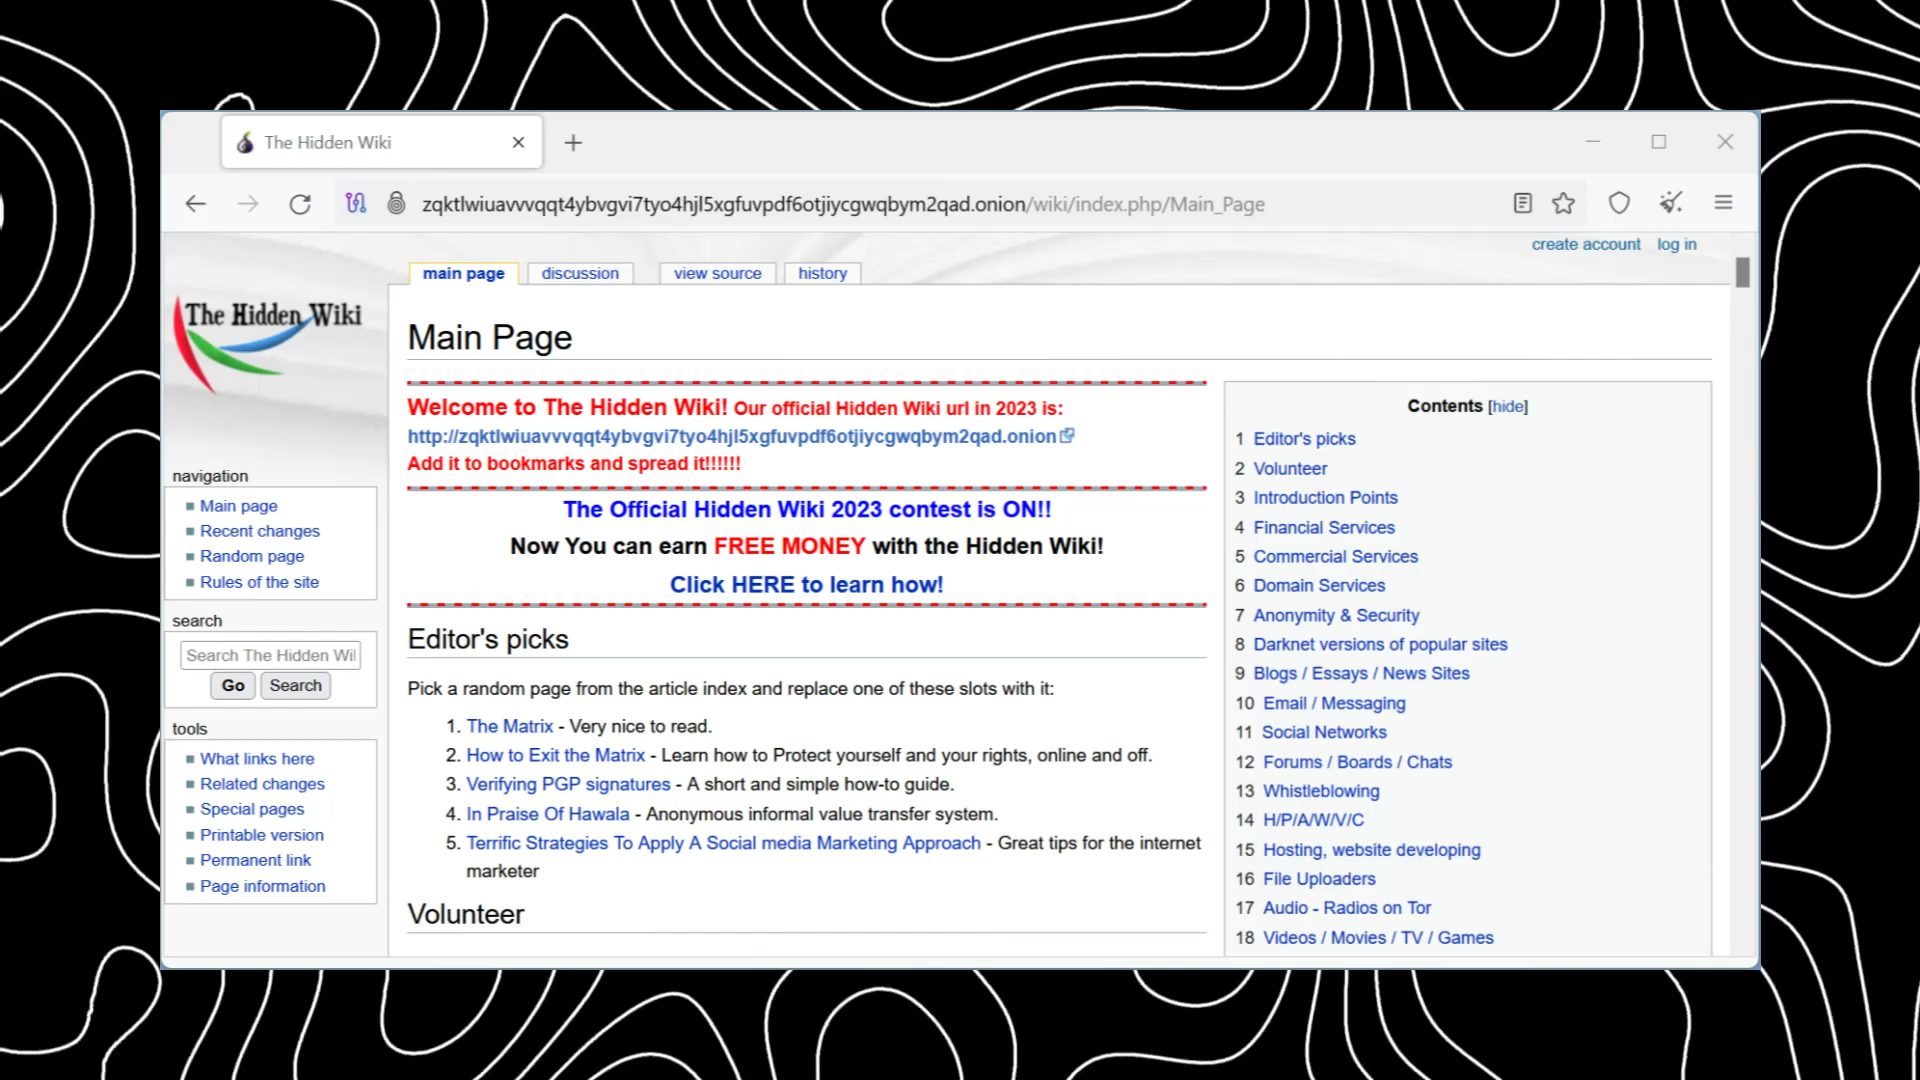 The Hidden Wiki
zqktlwiuavvvqqt4ybvgvi7tyo4hjl5xgfuvpdf6otjiycgwqbym2qad.onion/wiki/index.php/Main_Page
create account log in
main page discussion view source history
The Hidden Wiki
Main Page
Welcome to The Hidden Wiki! Our official Hidden Wiki url in 2023 is:
http://zqktlwiuavvvqqt4ybvgvi7tyo4hjl5xgfuvpdf6otjiycgwqbym2qad.onion
Add it to bookmarks and spread it!!!!!!
The Official Hidden Wiki 2023 contest is ON!!
Now You can earn FREE MONEY with the Hidden Wiki!
Click HERE to learn how!
Editor's picks
Pick a random page from the article index and replace one of these slots with it:
1. The Matrix - Very nice to read.
2. How to Exit the Matrix - Learn how to Protect yourself and your rights, online and off.
3. Verifying PGP signatures - A short and simple how-to guide.
4. In Praise Of Hawala - Anonymous informal value transfer system.
5. Terrific Strategies To Apply A Social media Marketing Approach - Great tips for the internet
marketer
Volunteer
navigation
Main page
Recent changes
Random page
Rules of the site
search
Search The Hidden Wil
Go Search
tools
What links here
Related changes
Special pages
Printable version
Permanent link
Page information
Contents [hide]
1 Editor's picks
2 Volunteer
3 Introduction Points
4 Financial Services
5 Commercial Services
6 Domain Services
7 Anonymity & Security
8 Darknet versions of popular sites
9 Blogs / Essays / News Sites
10 Email / Messaging
11 Social Networks
12 Forums / Boards / Chats
13 Whistleblowing
14 H/P/A/W/V/C
15 Hosting, website developing
16 File Uploaders
17 Audio - Radios on Tor
18 Videos / Movies / TV / Games